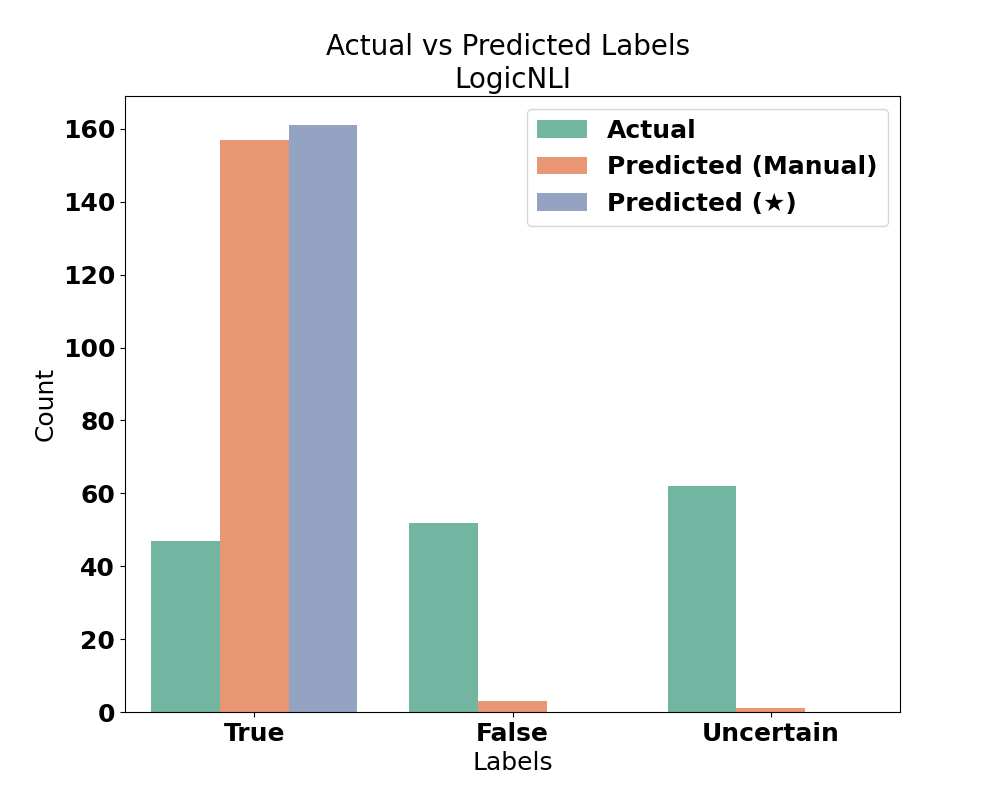 Actual vs Predicted Labels
LogicNLI
Actual
Predicted (Manual)
Predicted (★)
Count
160
140
120
100
80
60
40
20
0
True
False
Uncertain
Labels